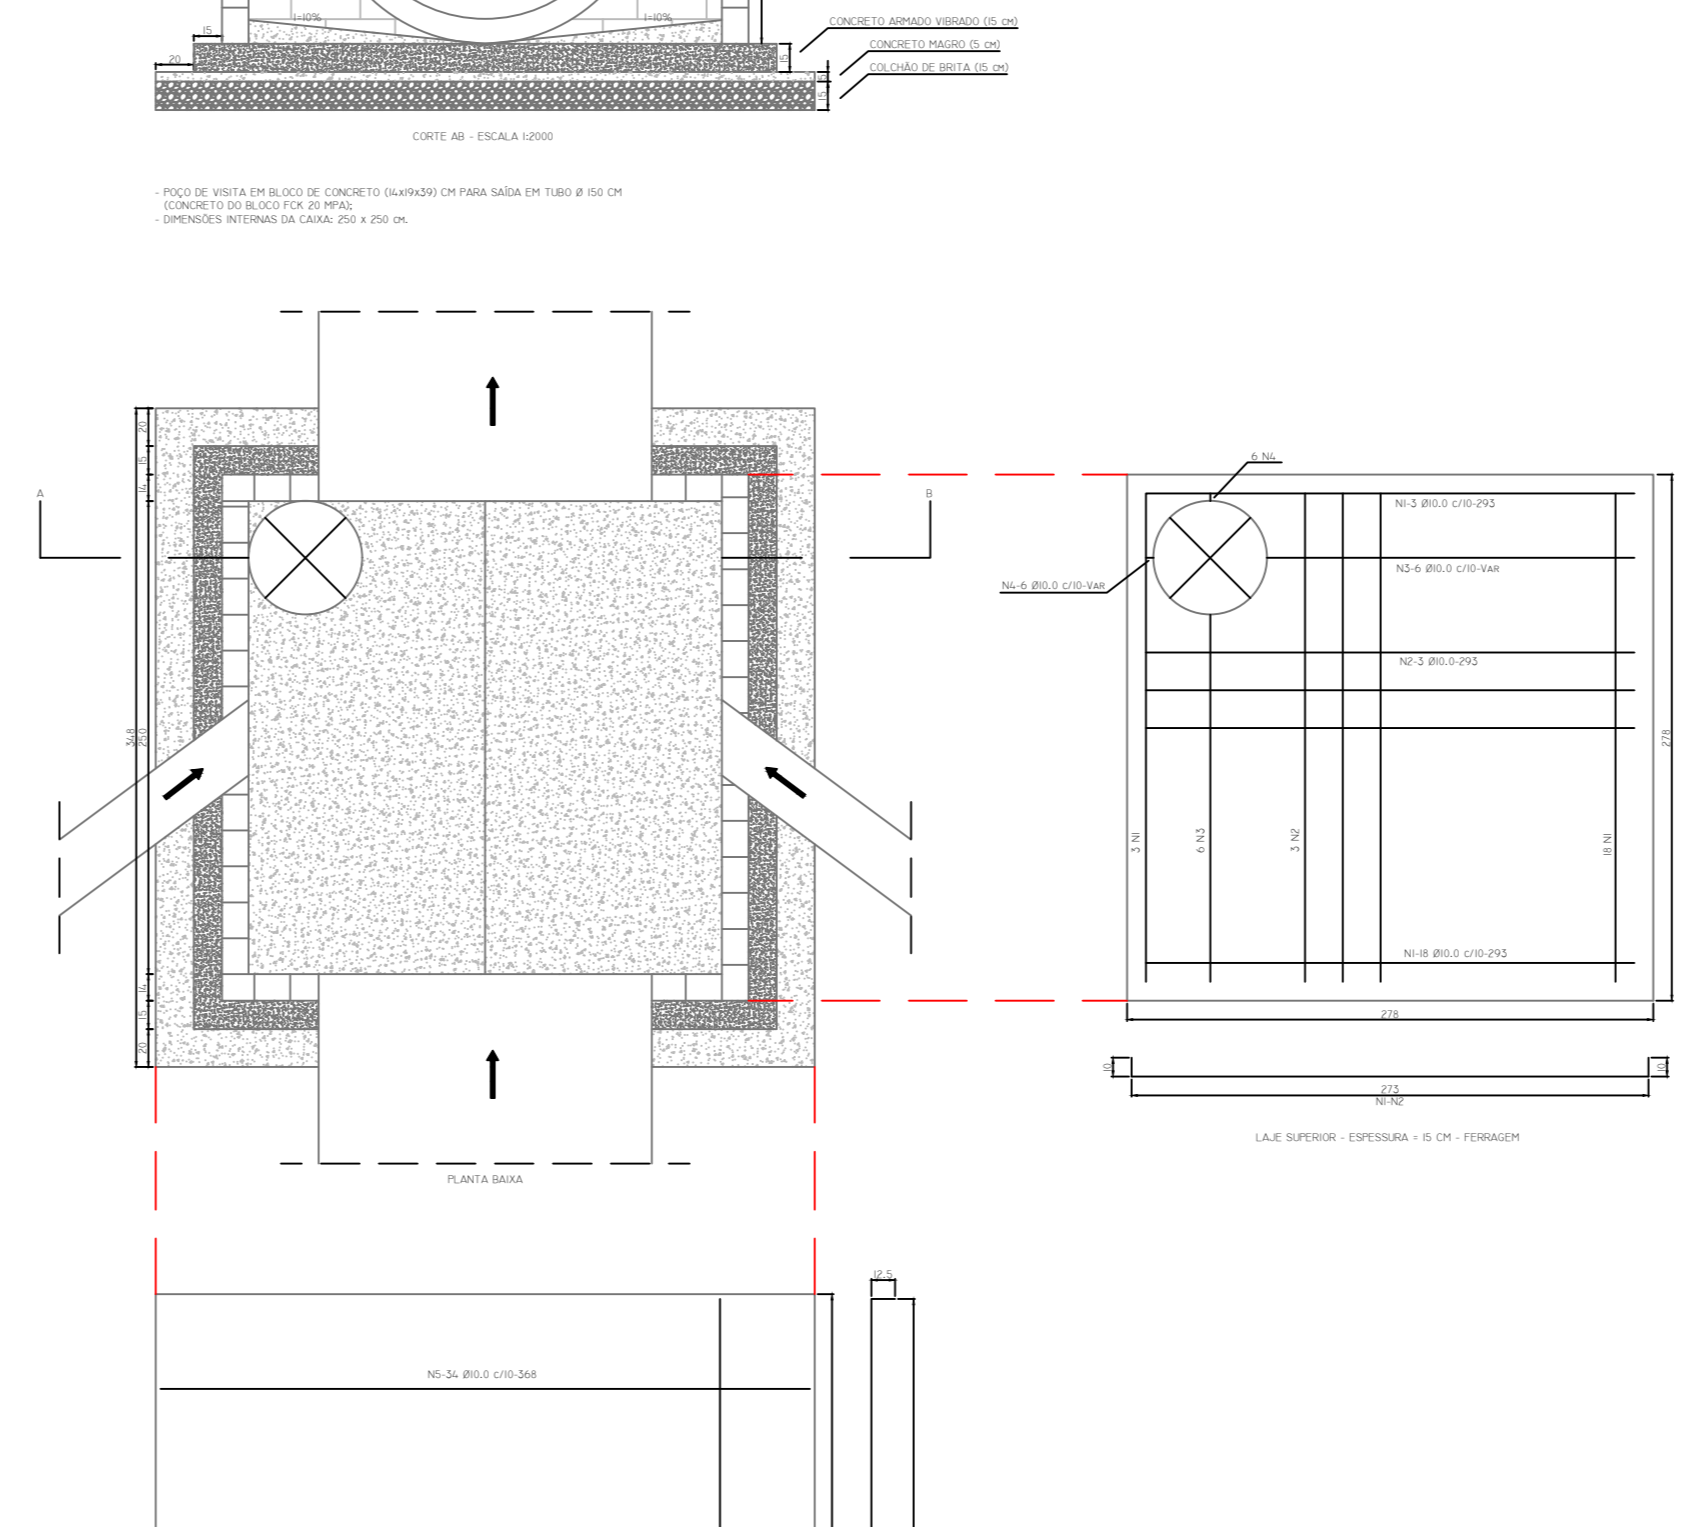 I=10%
I=10%
15
20
15
5
15
CONCRETO ARMADO VIBRADO (15 CM)
CONCRETO MAGRO (5 CM)
COLCHÃO DE BRITA (15 CM)
CORTE AB - ESCALA 1:2000
- POÇO DE VISITA EM BLOCO DE CONCRETO (14X19X39) CM PARA SAÍDA EM TUBO Ø 150 CM
(CONCRETO DO BLOCO FCK 20 MPA);
- DIMENSÕES INTERNAS DA CAIXA: 250 X 250 CM.
20
15
14
A
B
348
250
14
15
20
PLANTA BAIXA
6 N4
N1-3 Ø10.0 C/10-293
N3-6 Ø10.0 C/10-VAR
N4-6 Ø10.0 C/10-VAR
N2-3 Ø10.0-293
278
3 N1
6 N3
3 N2
18 N1
N1-18 Ø10.0 C/10-293
278
10
10
273
N1-N2
LAJE SUPERIOR - ESPESSURA = 15 CM - FERRAGEM
12.5
N5-34 Ø10.0 C/10-368